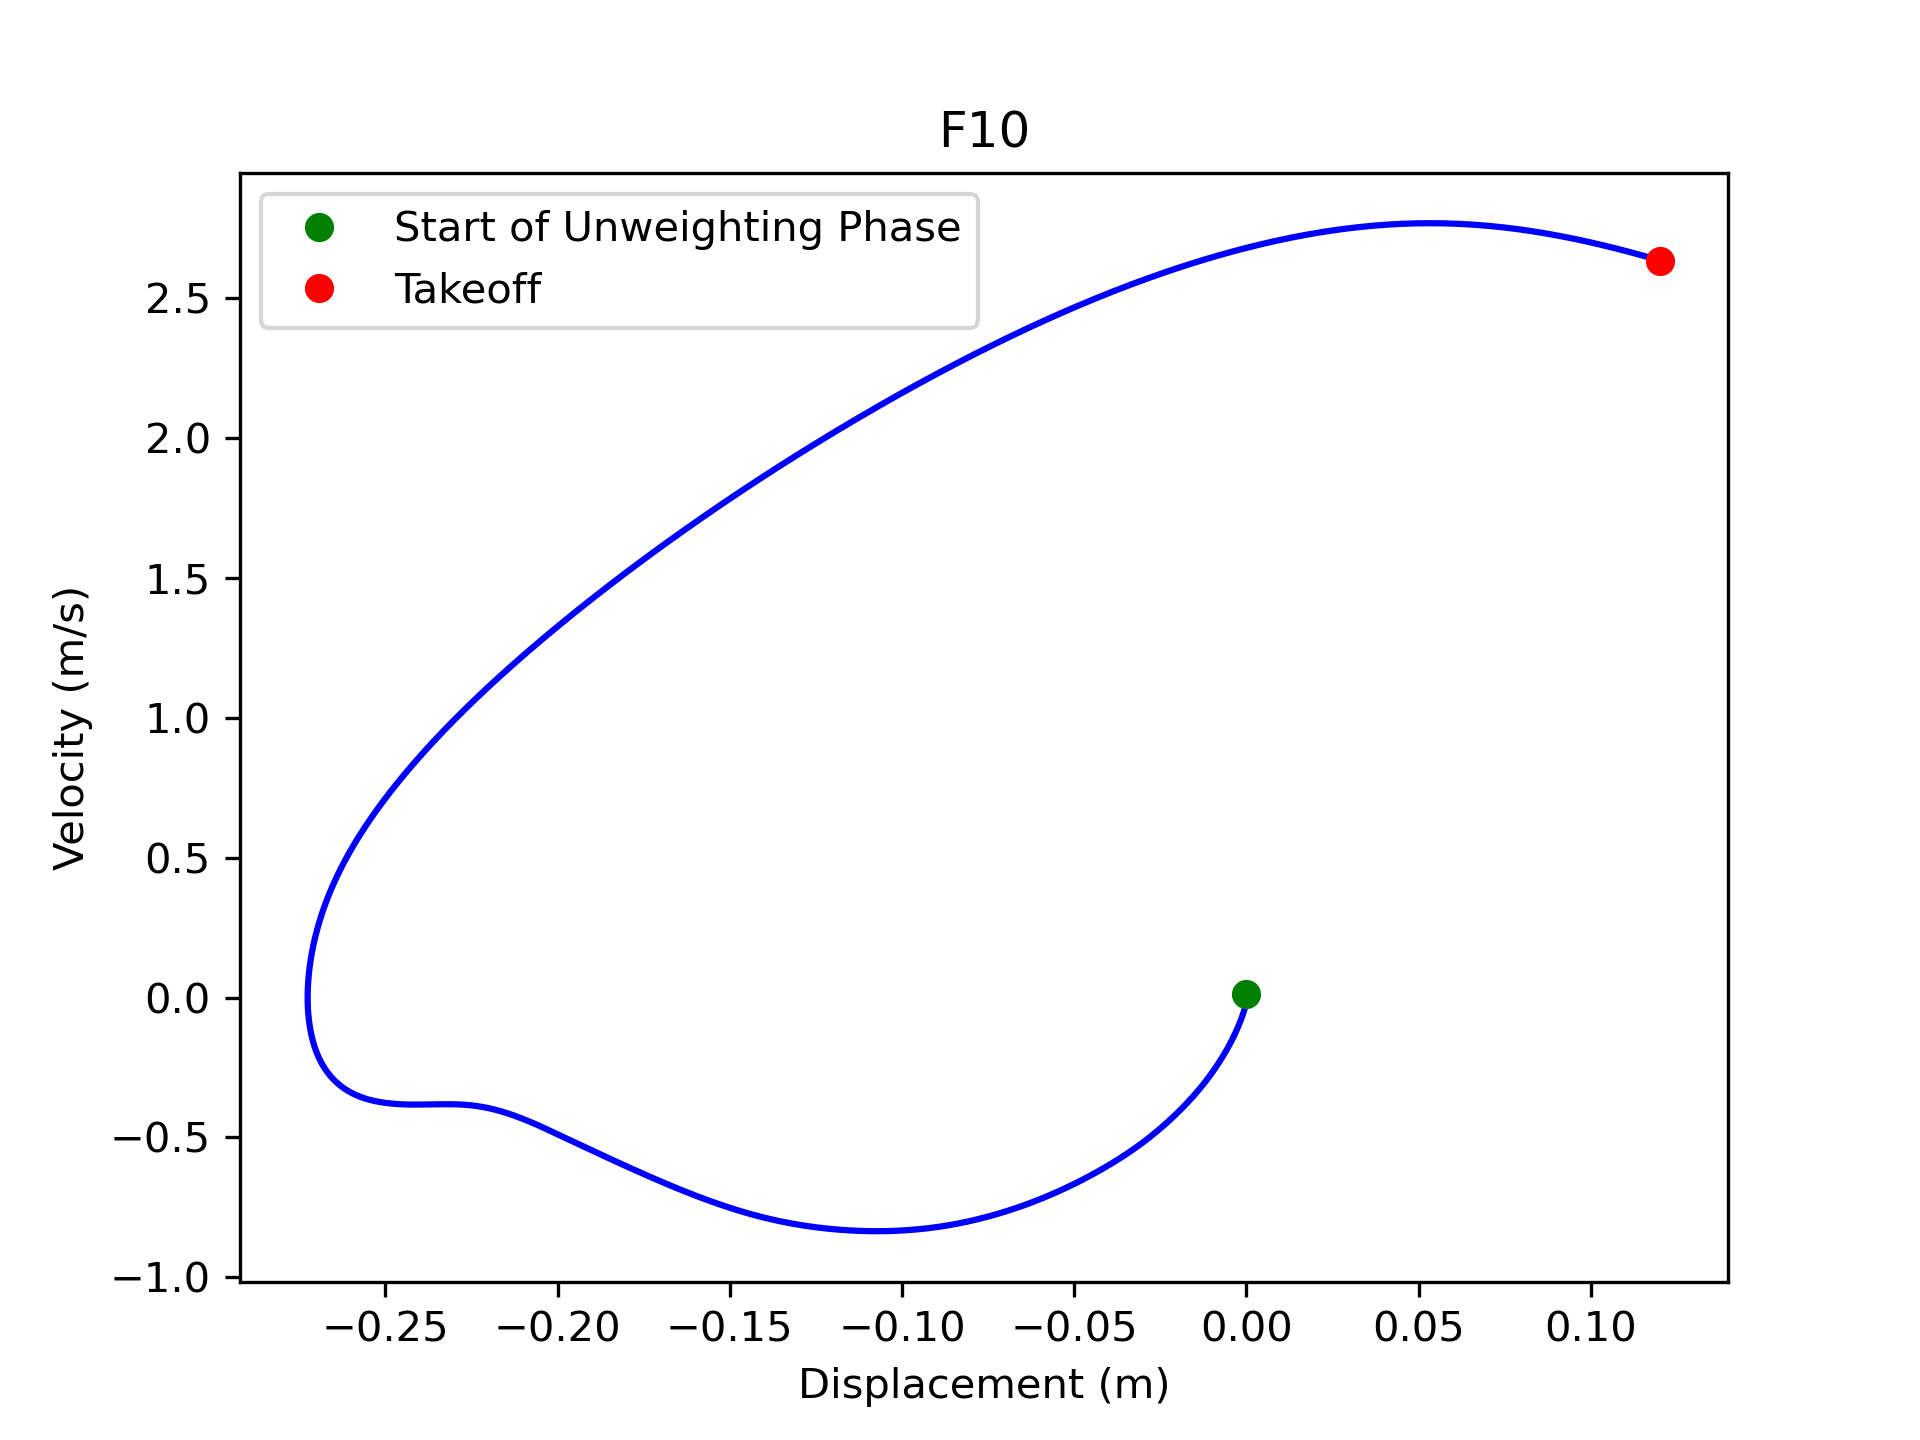 F10
Start of Unweighting Phase
Takeoff
2.5
2.0
1.5
1.0
0.5
0.0
−0.5
−1.0
Velocity (m/s)
−0.25 −0.20 −0.15 −0.10 −0.05 0.00 0.05 0.10
Displacement (m)